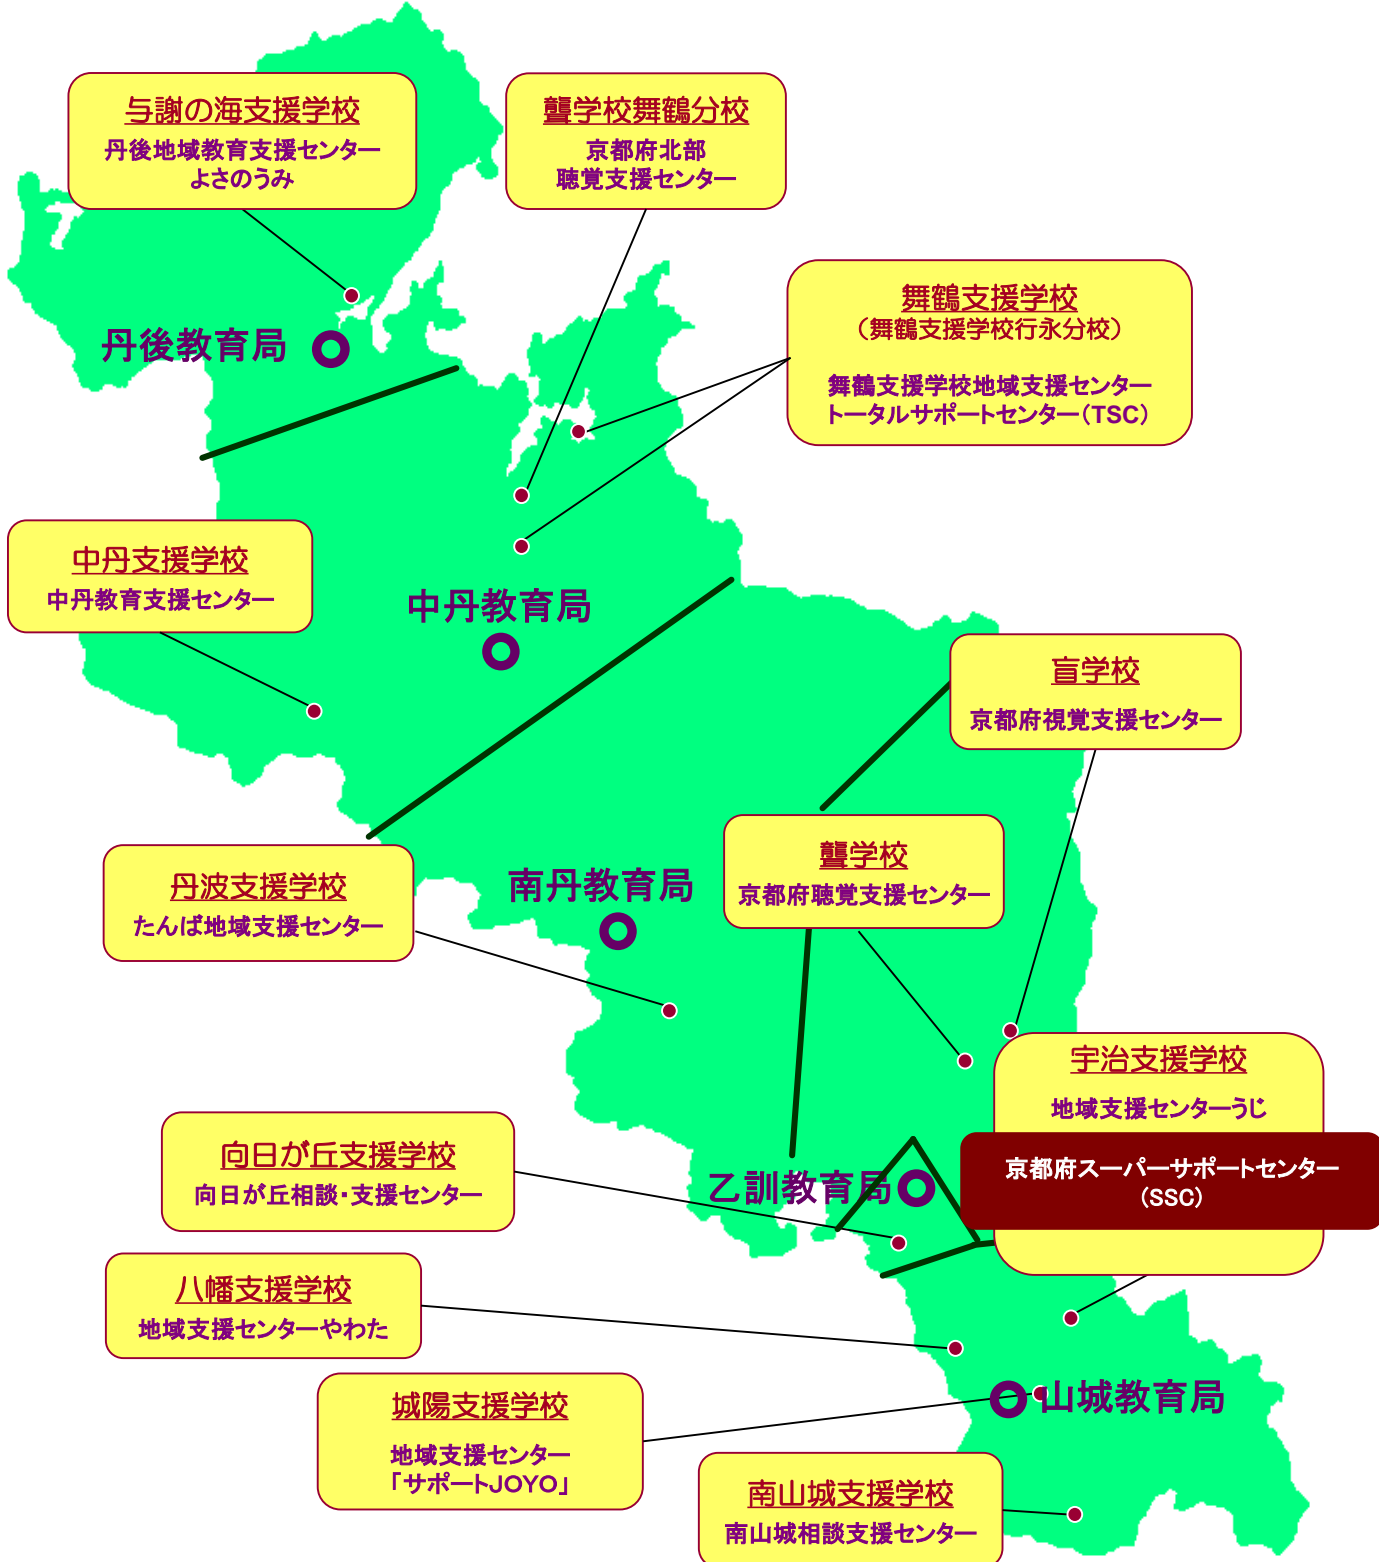 与謝の海支援学校
丹後地域教育支援センター
よさのうみ
聾学校舞鶴分校
京都府北部
聴覚支援センター
舞鶴支援学校
（舞鶴支援学校行永分校）
舞鶴支援学校地域支援センター
トータルサポートセンター（TSC）
丹後教育局
中丹支援学校
中丹教育支援センター
中丹教育局
盲学校
京都府視覚支援センター
聾学校
京都府聴覚支援センター
丹波支援学校
たんば地域支援センター
南丹教育局
宇治支援学校
地域支援センターうじ
京都府スーパーサポートセンター
（SSC）
向日が丘支援学校
向日が丘相談・支援センター
乙訓教育局
八幡支援学校
地域支援センターやわた
城陽支援学校
地域支援センター
「サポートJOYO」
山城教育局
南山城支援学校
南山城相談支援センター